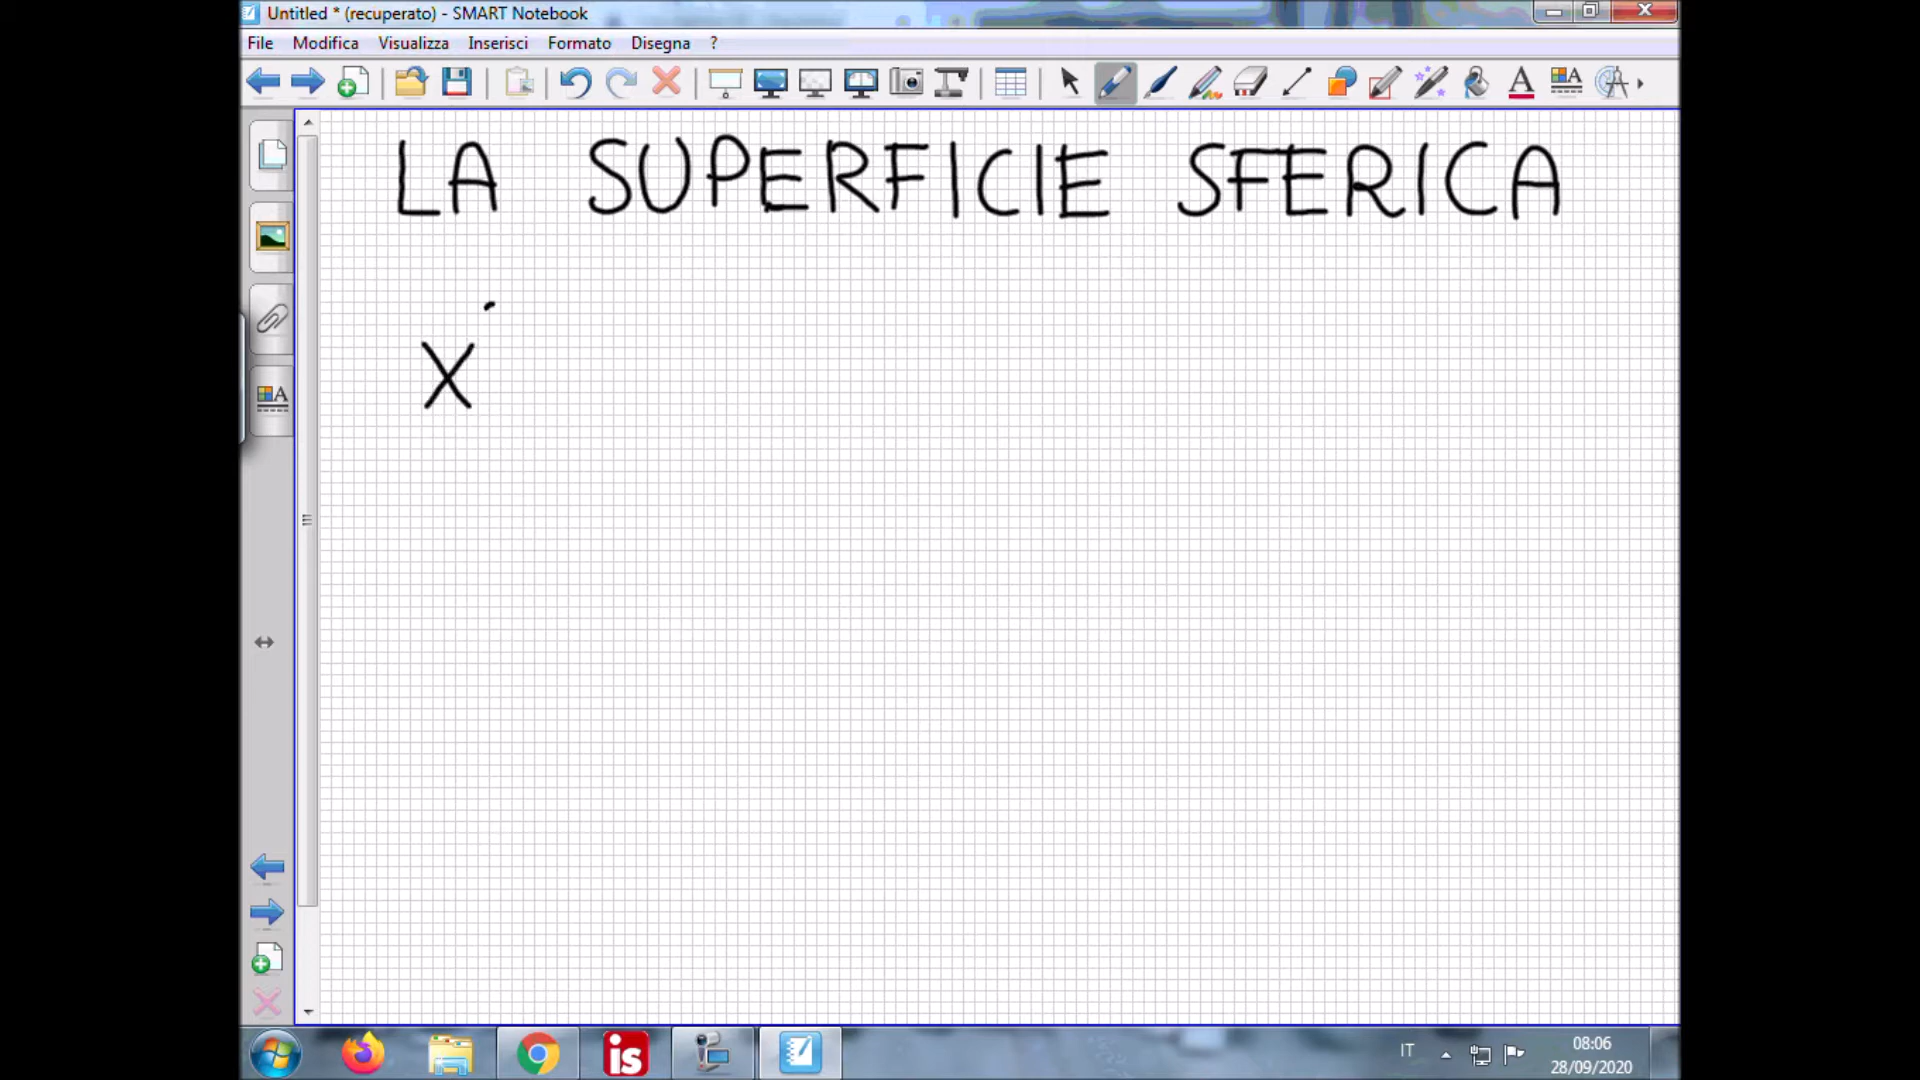 Untitled * (recuperato) - SMART Notebook
File Modifica Visualizza Inserisci Formato Disegna ?
LA SUPERFICIE SFERICA
X
IT
08:06
28/09/2020